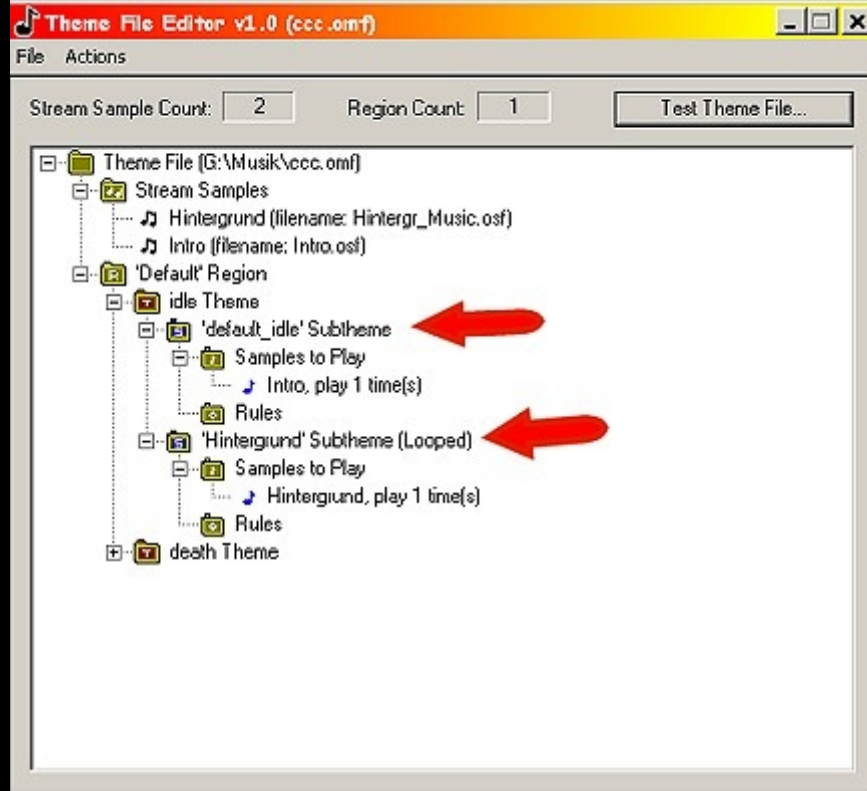 Theme File Editor v1.0 (ccc.omf)
File Actions
Stream Sample Count: 2 Region Count: 1 Test Theme File...
Theme File (G:\Musik\ccc.omf)
Stream Samples
Hintergrund (filename: Hintergr_Music.osf)
Intro (filename: Intro.osf)
'Default' Region
idle Theme
'default_idle' Subtheme
Samples to Play
Intro, play 1 time(s)
Rules
'Hintergrund' Subtheme (Looped)
Samples to Play
Hintergrund, play 1 time(s)
Rules
death Theme